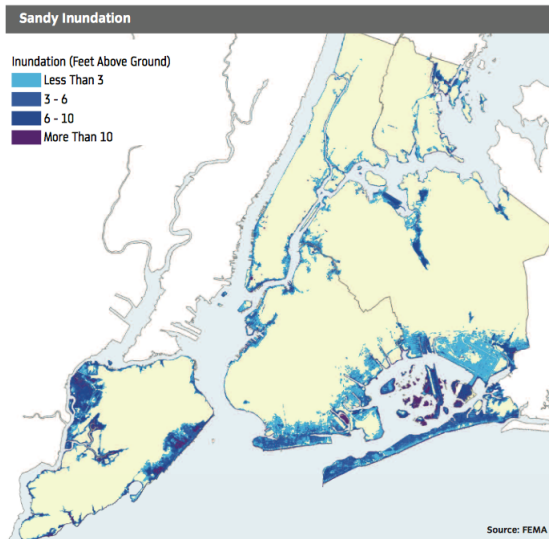 Sandy Inundation
Inundation (Feet Above Ground)
Less Than 3
3 - 6
6 - 10
More Than 10
Source: FEMA